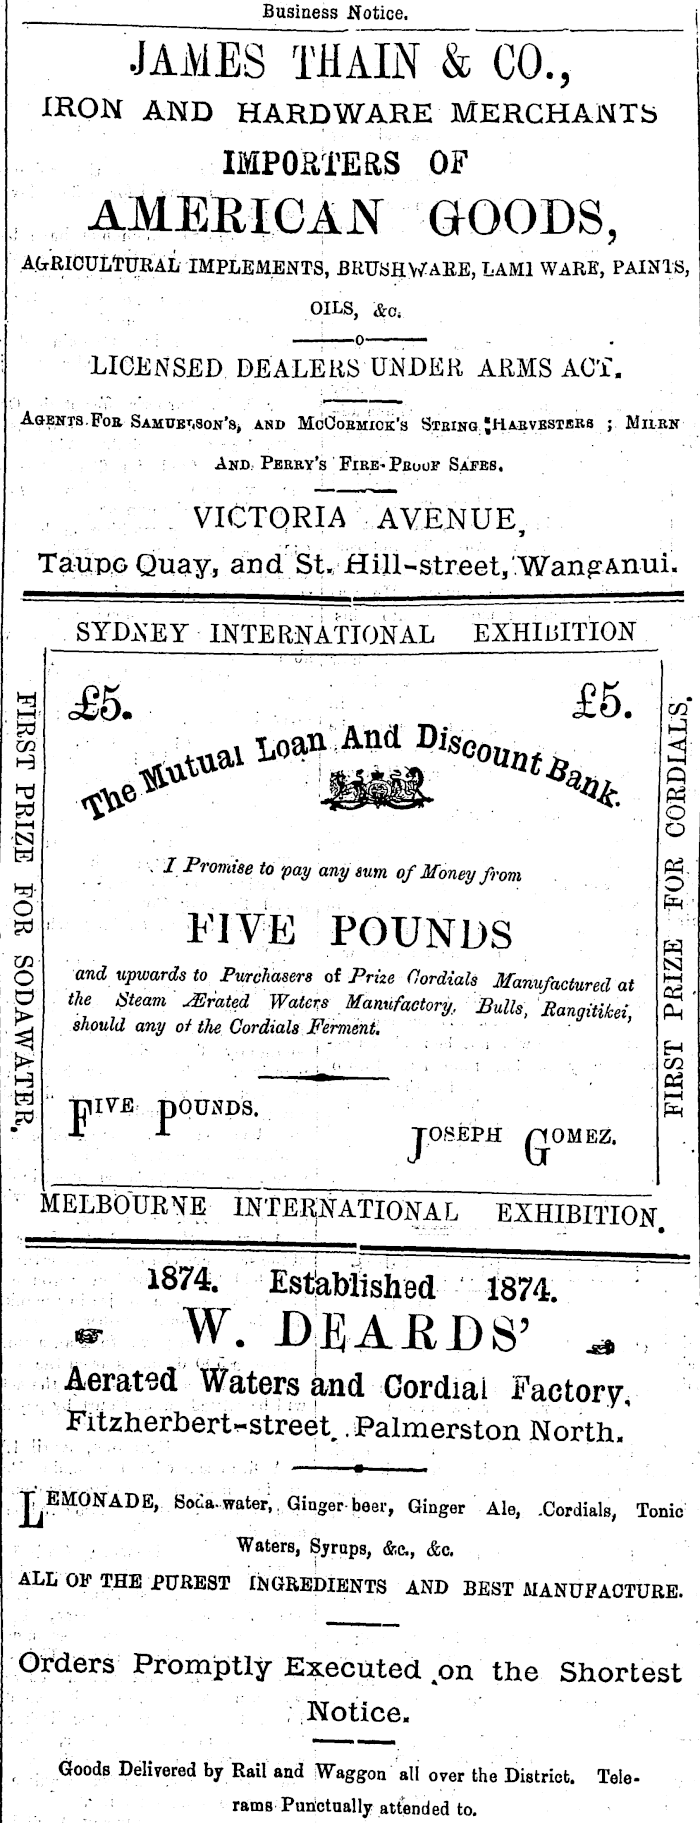 Business Notice.
JAMES THAIN & CO.,
IRON AND HARDWARE MERCHANTS
IMPORTERS OF
AMERICAN GOODS,
AGRICULTURAL IMPLEMENTS, BRUSHWARE, LAMP WARE, PAINTS,
OILS, &c.
LICENSED DEALERS UNDER ARMS ACT.
AGENTS FOR SAMUELSON'S, AND MCCORMICK'S STRING HARVESTERS ; MILRN
AND PERRY'S FIRE-PROOF SAFES.
VICTORIA AVENUE,
Taupo Quay, and St. Hill-street, Wanganui.
SYDNEY INTERNATIONAL EXHIBITION
FIRST PRIZE FOR SODAWATER.
£5. £5.
The Mutual Loan And Discount Bank.
I Promise to pay any sum of Money from
FIVE POUNDS
and upwards to Purchasers of Prize Cordials Manufactured at
the Steam Ærated Waters Manufactory, Bulls, Rangitikei,
should any of the Cordials Ferment.
FIVE POUNDS.
JOSEPH GOMEZ.
FIRST PRIZE FOR CORDIALS.
MELBOURNE INTERNATIONAL EXHIBITION.
1874. Established 1874.
W. DEARDS'
Aerated Waters and Cordial Factory,
Fitzherbert-street, Palmerston North.
LEMONADE, Soda-water, Ginger-beer, Ginger Ale, Cordials, Tonic
Waters, Syrups, &c., &c.
ALL OF THE PUREST INGREDIENTS AND BEST MANUFACTURE.
Orders Promptly Executed on the Shortest
Notice.
Goods Delivered by Rail and Waggon all over the District. Tele-
rams Punctually attended to.